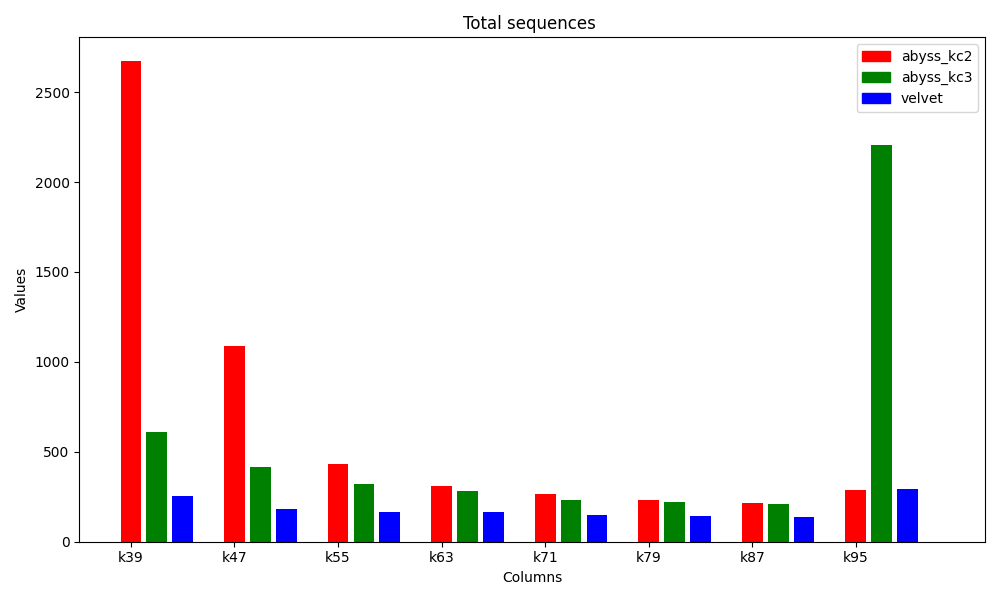 Total sequences
abyss_kc2
abyss_kc3
velvet
Values
2500
2000
1500
1000
500
0
k39 k47 k55 k63 k71 k79 k87 k95
Columns